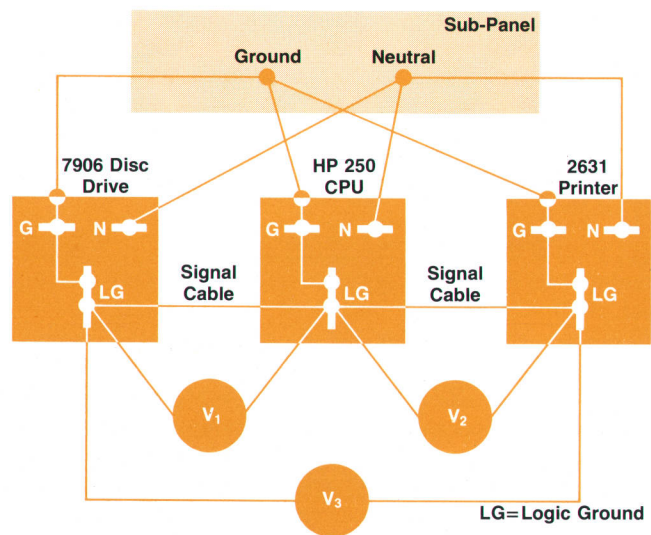 Sub-Panel
Ground
Neutral
7906 Disc
Drive
HP 250
CPU
2631
Printer
G
N
G
N
G
N
Signal
Cable
Signal
Cable
LG
LG
LG
V₁
V₂
V₃
LG=Logic Ground